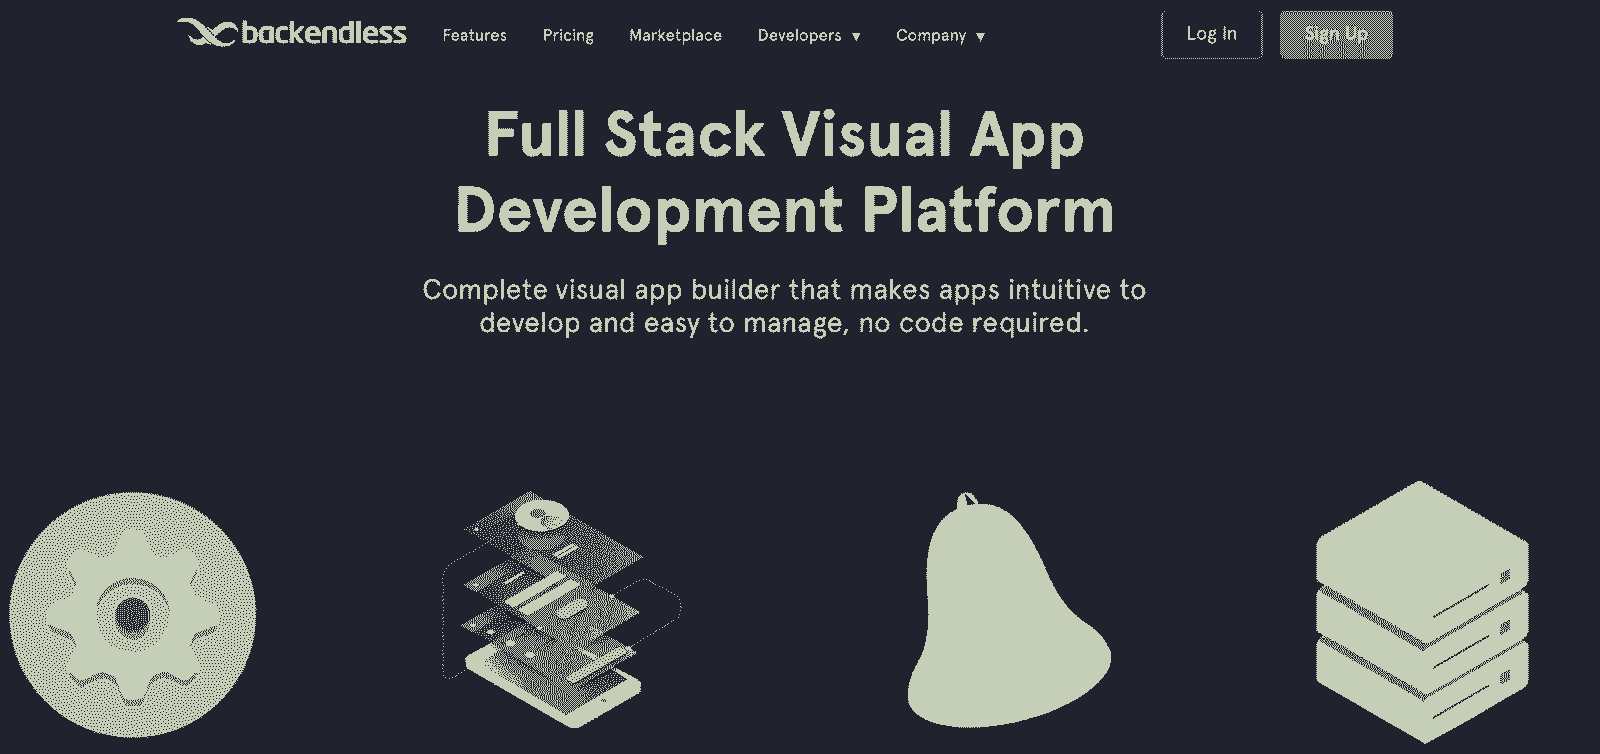 backendless Features Pricing Marketplace Developers ▼ Company ▼ Log In Sign Up
Full Stack Visual App
Development Platform
Complete visual app builder that makes apps intuitive to
develop and easy to manage, no code required.